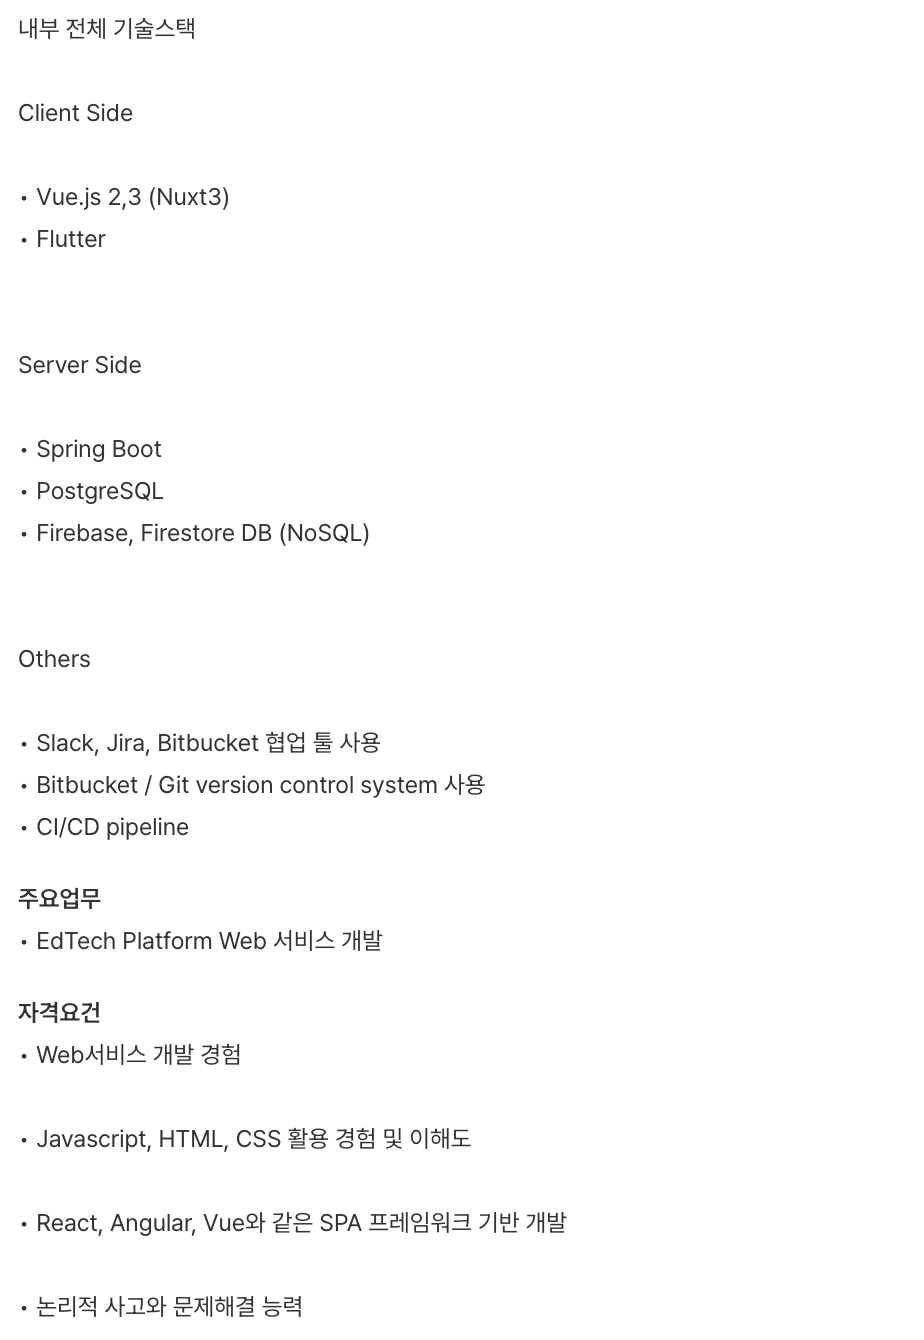 내부 전체 기술스택
Client Side
• Vue.js 2,3 (Nuxt3)
• Flutter
Server Side
• Spring Boot
• PostgreSQL
• Firebase, Firestore DB (NoSQL)
Others
• Slack, Jira, Bitbucket 협업 툴 사용
• Bitbucket / Git version control system 사용
• CI/CD pipeline
주요업무
• EdTech Platform Web 서비스 개발
자격요건
• Web서비스 개발 경험
• Javascript, HTML, CSS 활용 경험 및 이해도
• React, Angular, Vue와 같은 SPA 프레임워크 기반 개발
• 논리적 사고와 문제해결 능력